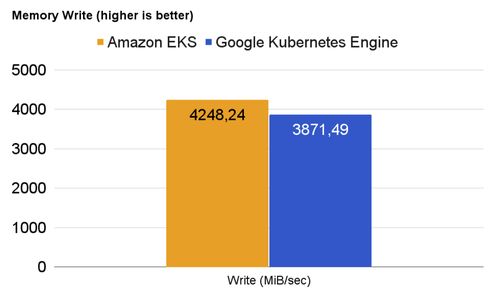 Memory Write (higher is better)
Amazon EKS Google Kubernetes Engine
5000
4000
3000
2000
1000
0
4248,24
3871,49
Write (MiB/sec)